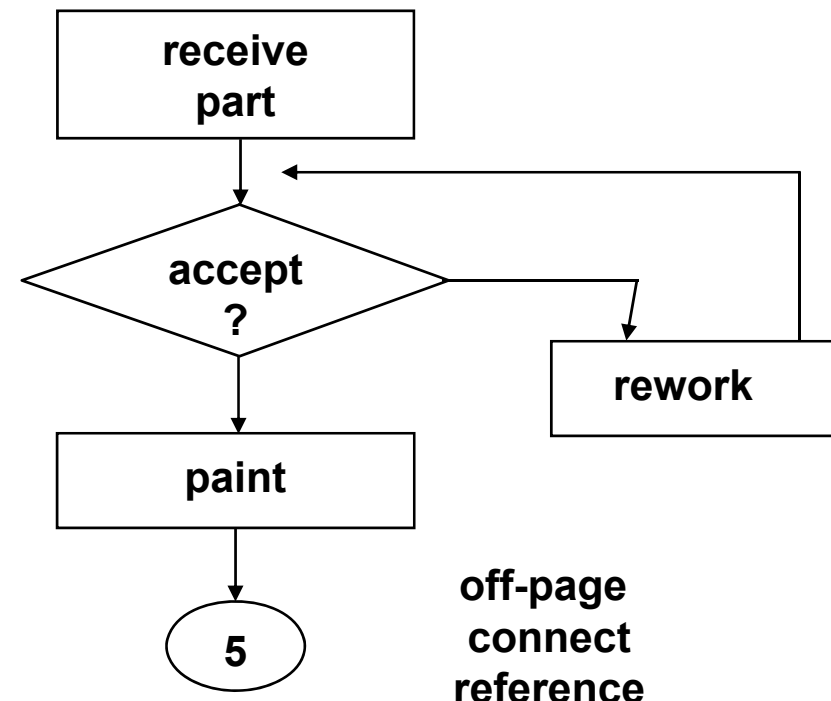 receive
part
accept
?
rework
paint
5
off-page
connect
reference